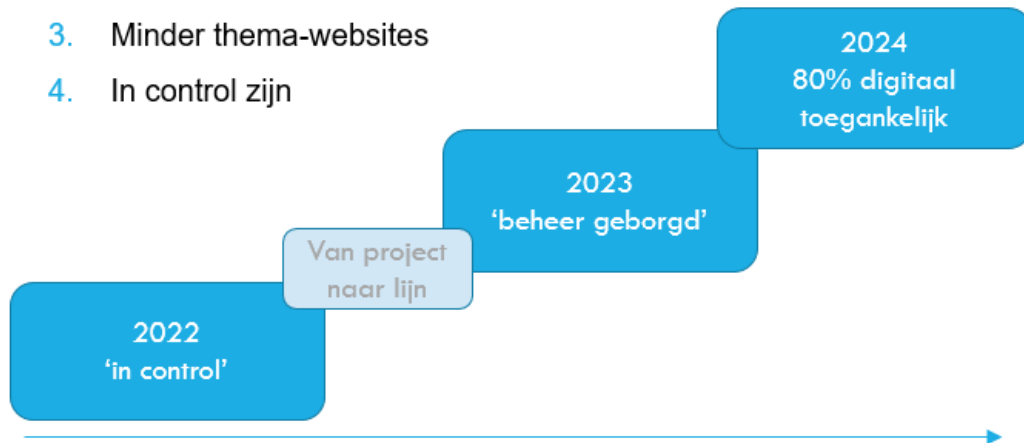 3. Minder thema-websites
4. In control zijn
2024
80% digitaal
toegankelijk
2023
‘beheer geborgd’
Van project
naar lijn
2022
‘in control’